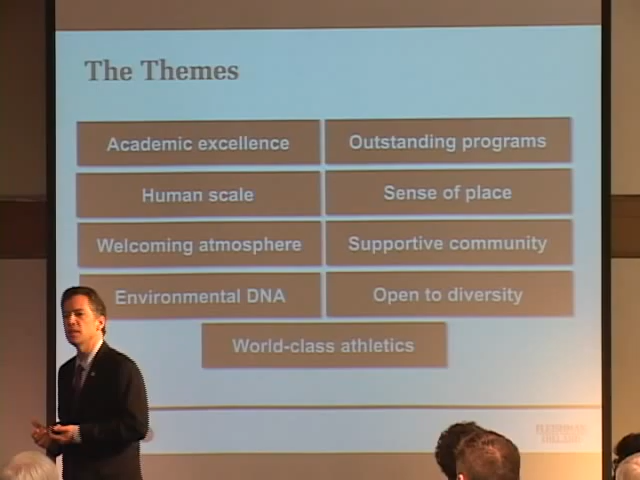 The Themes
Academic excellence
Outstanding programs
Human scale
Sense of place
Welcoming atmosphere
Supportive community
Environmental DNA
Open to diversity
World-class athletics